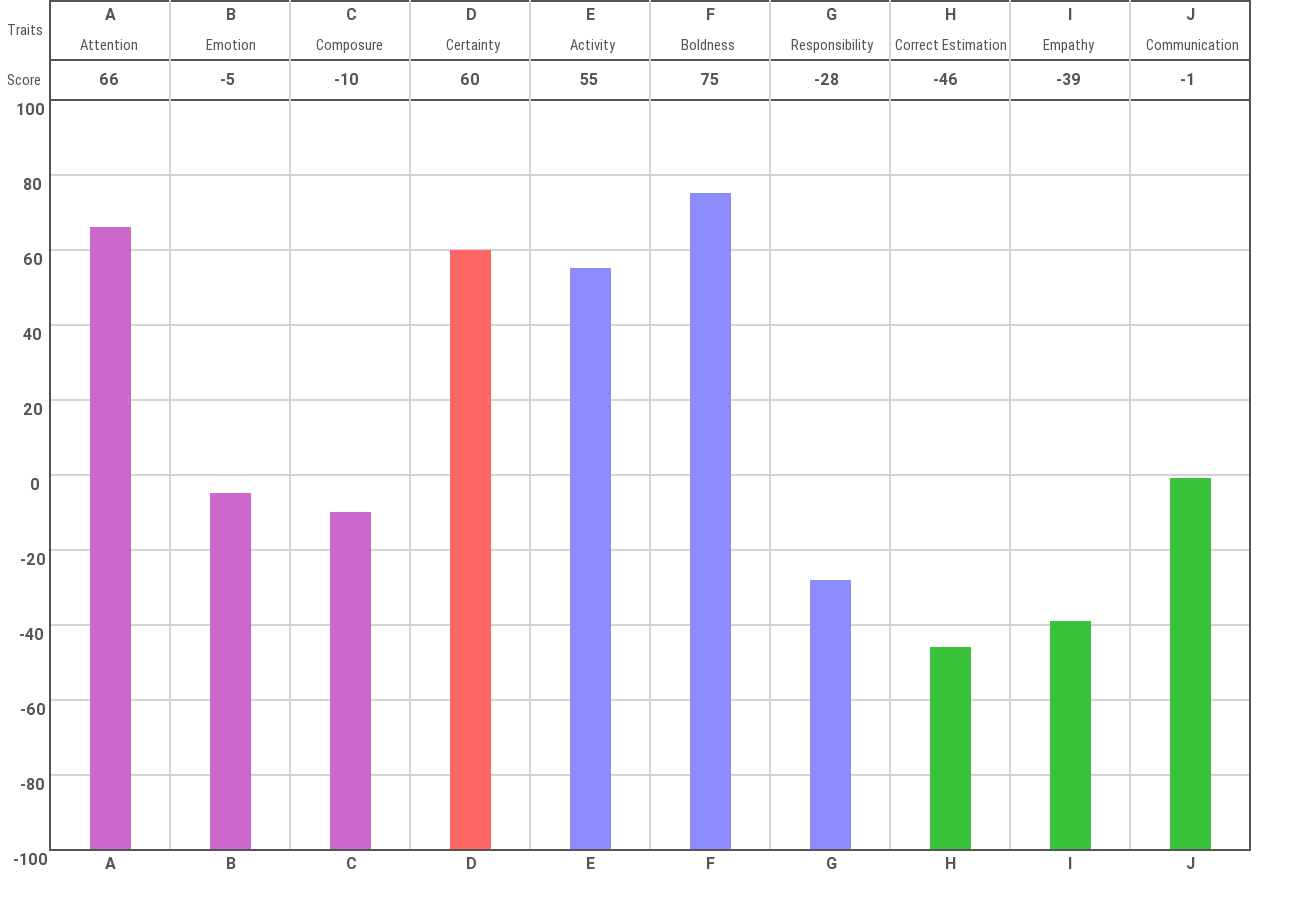 A B C D E F G H I J
Traits
Attention Emotion Composure Certainty Activity Boldness Responsibility Correct Estimation Empathy Communication
Score 66 -5 -10 60 55 75 -28 -46 -39 -1
100
80
60
40
20
0
-20
-40
-60
-80
-100
A B C D E F G H I J